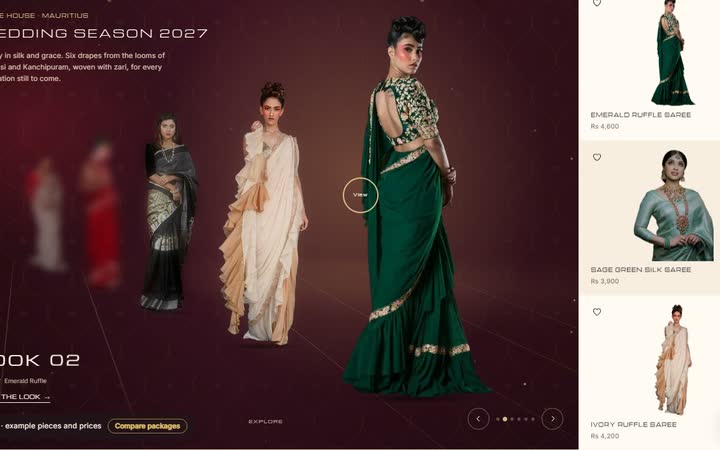 E HOUSE · MAURITIUS
EDDING SEASON 2027
y in silk and grace. Six drapes from the looms of
si and Kanchipuram, woven with zari, for every
ation still to come.
View
OOK 02
Emerald Ruffle
THE LOOK →
· example pieces and prices
Compare packages
EXPLORE
EMERALD RUFFLE SAREE
Rs 4,600
SAGE GREEN SILK SAREE
Rs 3,900
IVORY RUFFLE SAREE
Rs 4,200